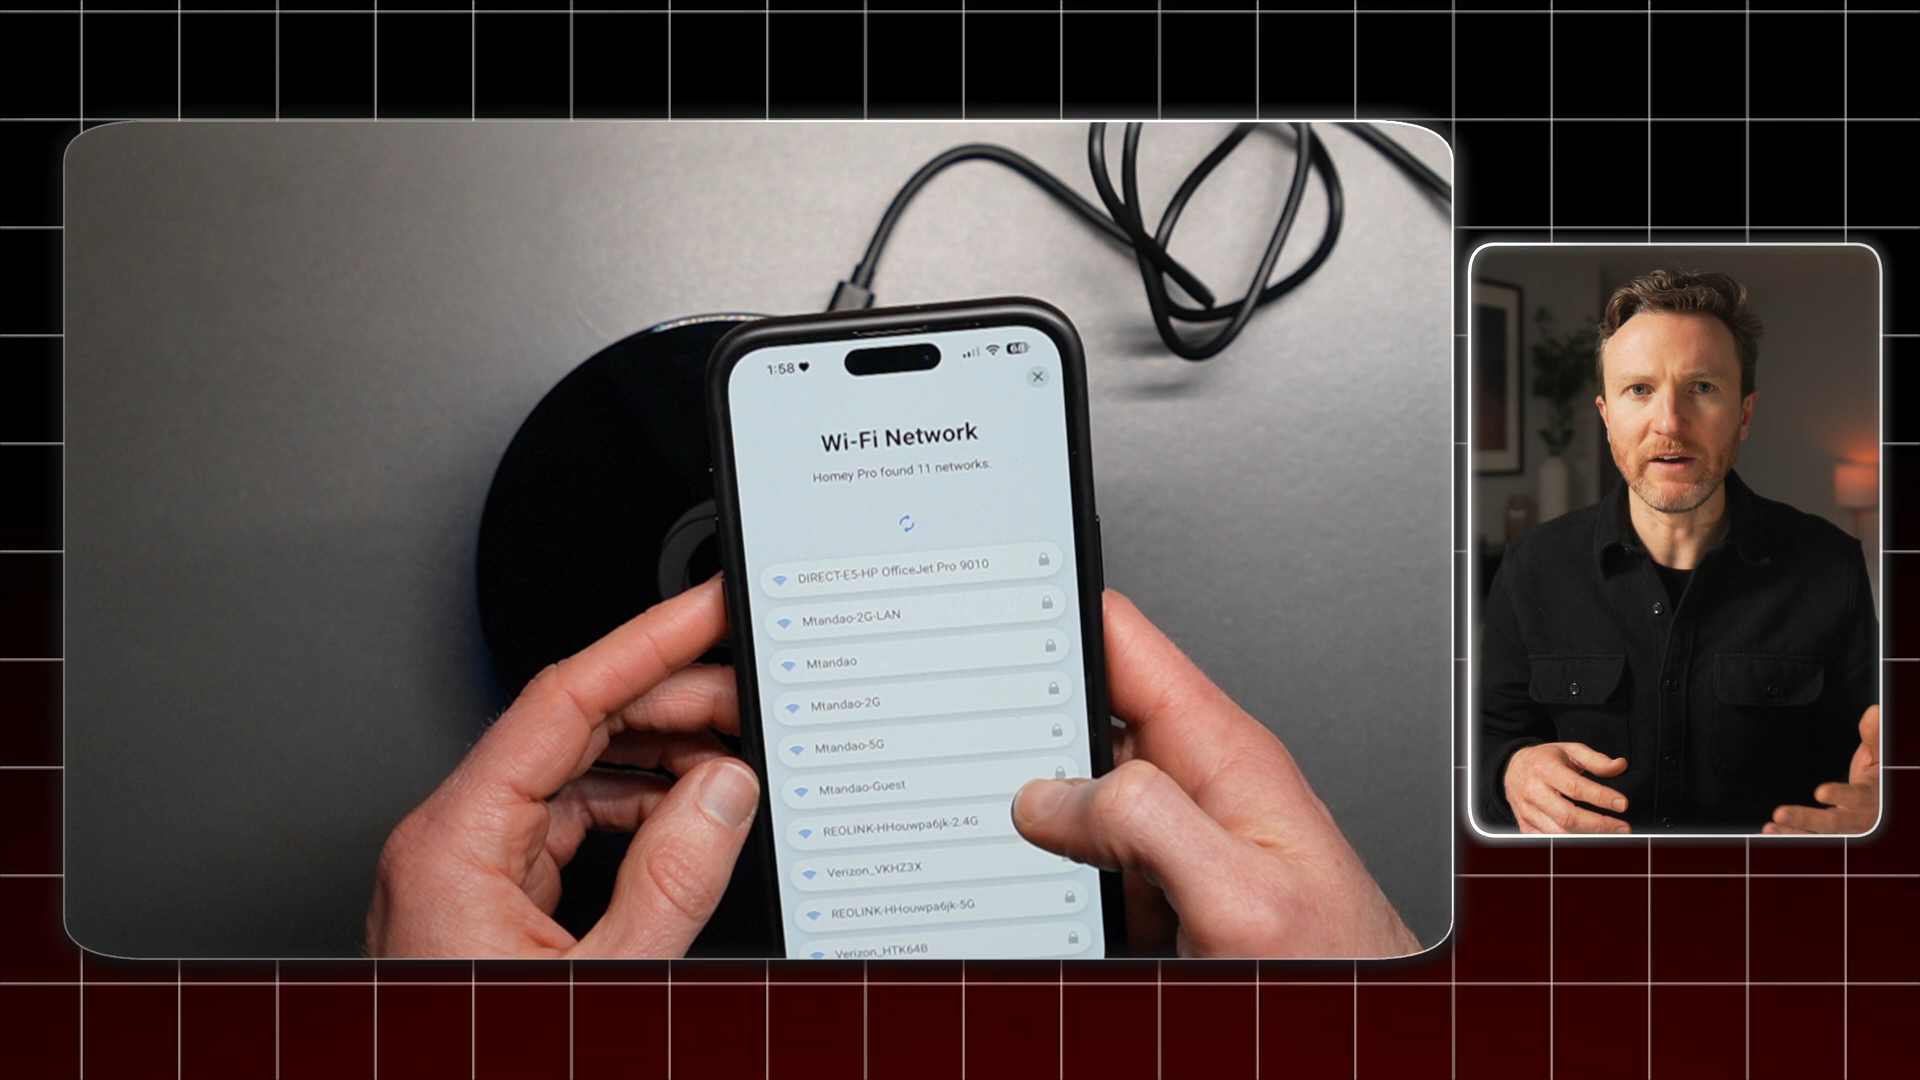 1:58
68
Wi-Fi Network
Homey Pro found 11 networks.
DIRECT-E5-HP OfficeJet Pro 9010
Mtandao-2G-LAN
Mtandao
Mtandao-2G
Mtandao-5G
Mtandao-Guest
REOLINK-HHouwpa6jk-2.4G
Verizon_VKHZ3X
REOLINK-HHouwpa6jk-5G
Verizon_HTK64B